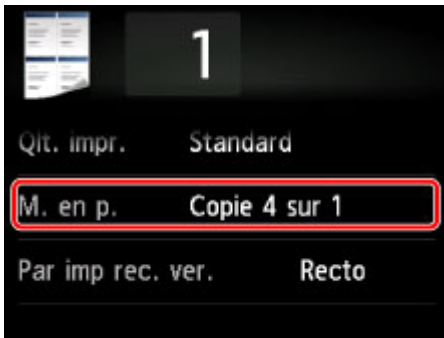 1
Qlt. impr. Standard
M. en p. Copie 4 sur 1
Par imp rec. ver. Recto